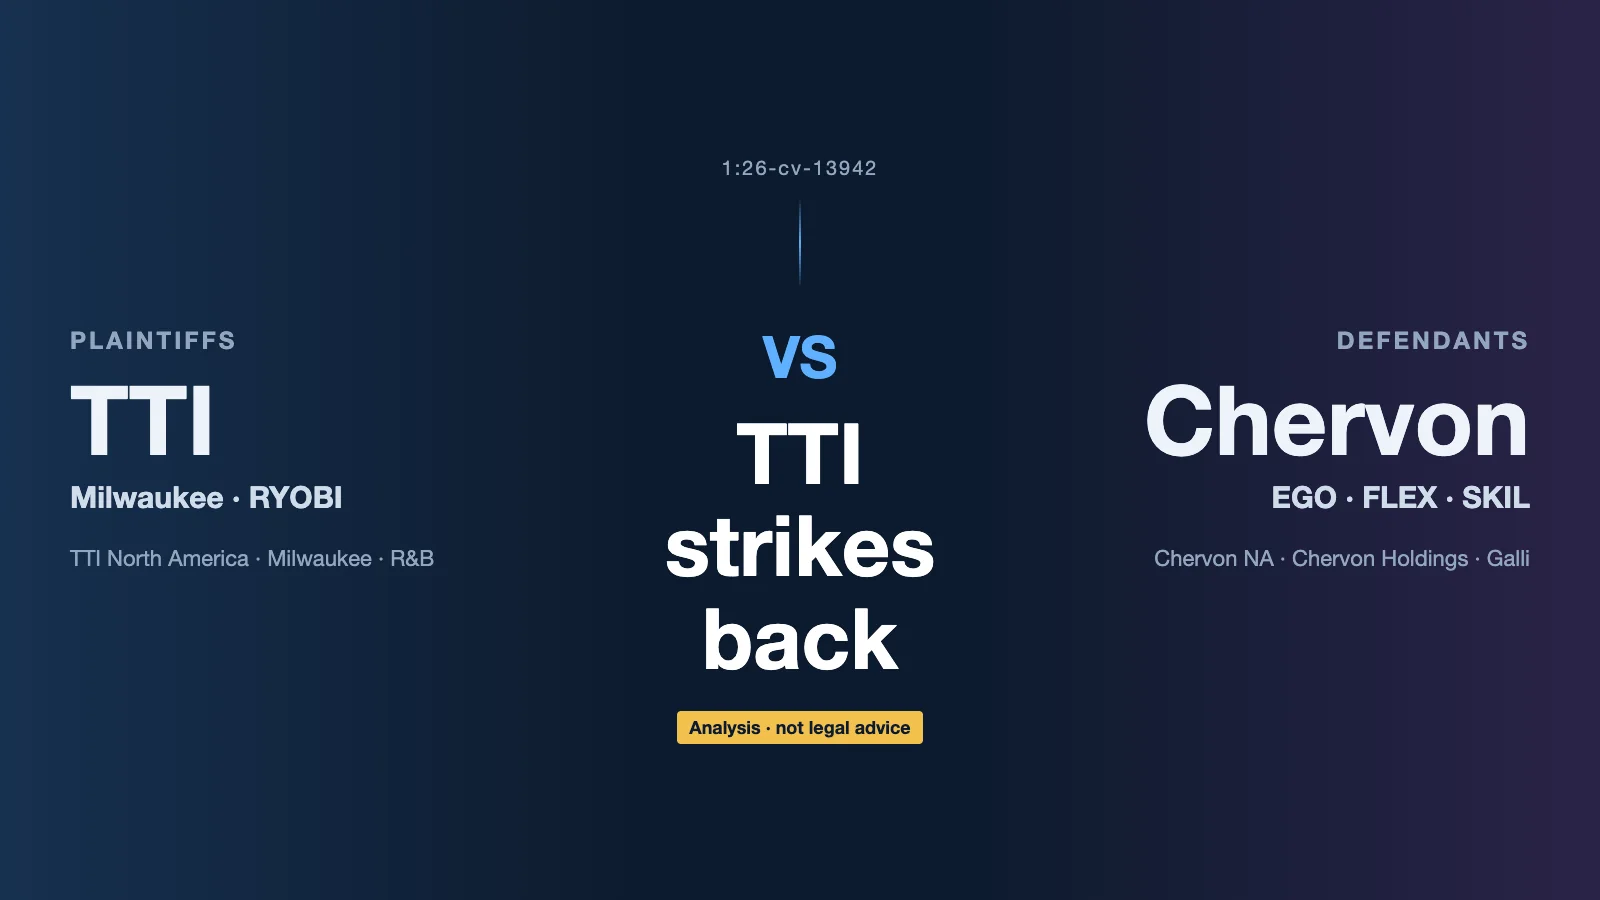 1:26-cv-13942
PLAINTIFFS
TTI
Milwaukee · RYOBI
TTI North America · Milwaukee · R&B
VS
TTI
strikes
back
Analysis · not legal advice
DEFENDANTS
Chervon
EGO · FLEX · SKIL
Chervon NA · Chervon Holdings · Galli